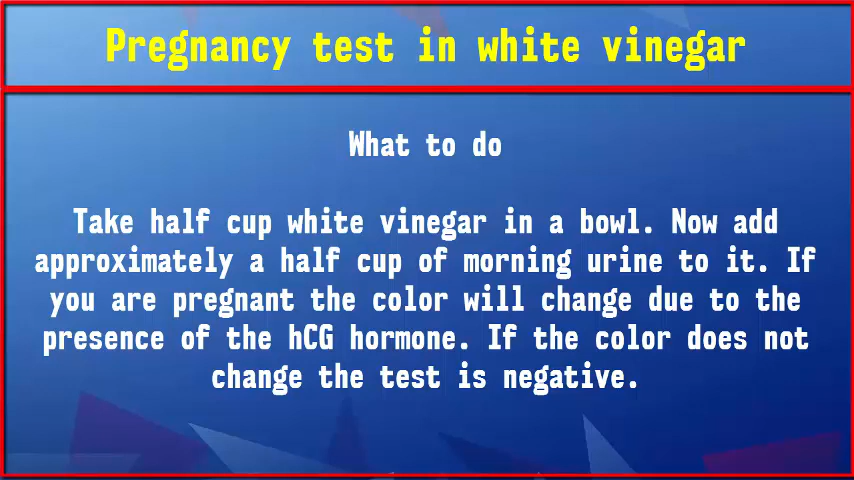 Pregnancy test in white vinegar
What to do
Take half cup white vinegar in a bowl. Now add
approximately a half cup of morning urine to it. If
you are pregnant the color will change due to the
presence of the hCG hormone. If the color does not
change the test is negative.